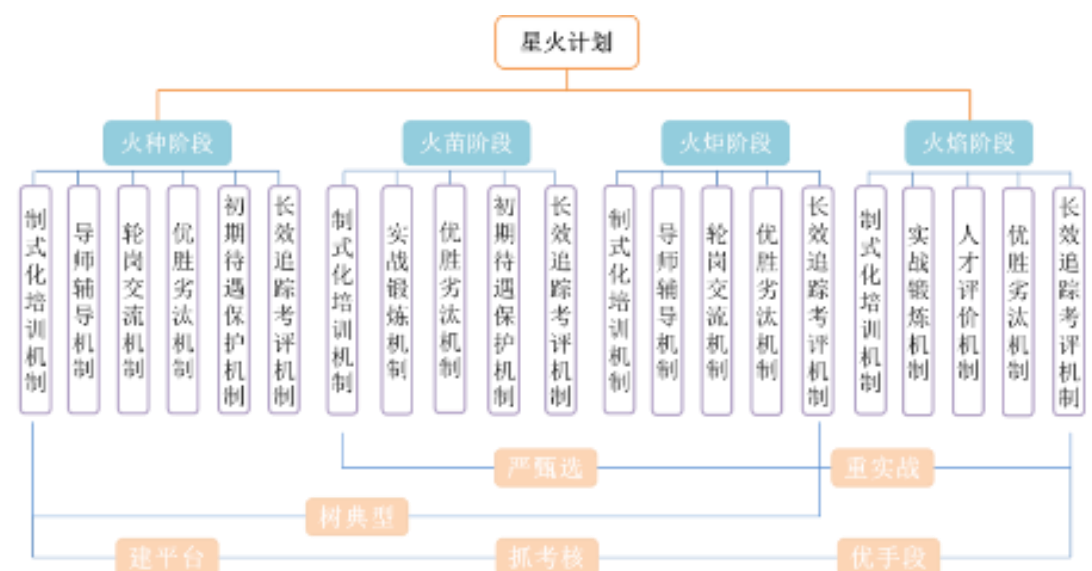 星火计划
火种阶段
火苗阶段
火炬阶段
火焰阶段
制式化培训机制
导师辅导机制
轮岗交流机制
优胜劣汰机制
初期待遇保护机制
长效追踪考评机制
制式化培训机制
实战锻炼机制
优胜劣汰机制
初期待遇保护机制
长效追踪考评机制
制式化培训机制
导师辅导机制
轮岗交流机制
优胜劣汰机制
长效追踪考评机制
制式化培训机制
实战锻炼机制
人才评价机制
优胜劣汰机制
长效追踪考评机制
严甄选
重实战
树典型
建平台
抓考核
优手段